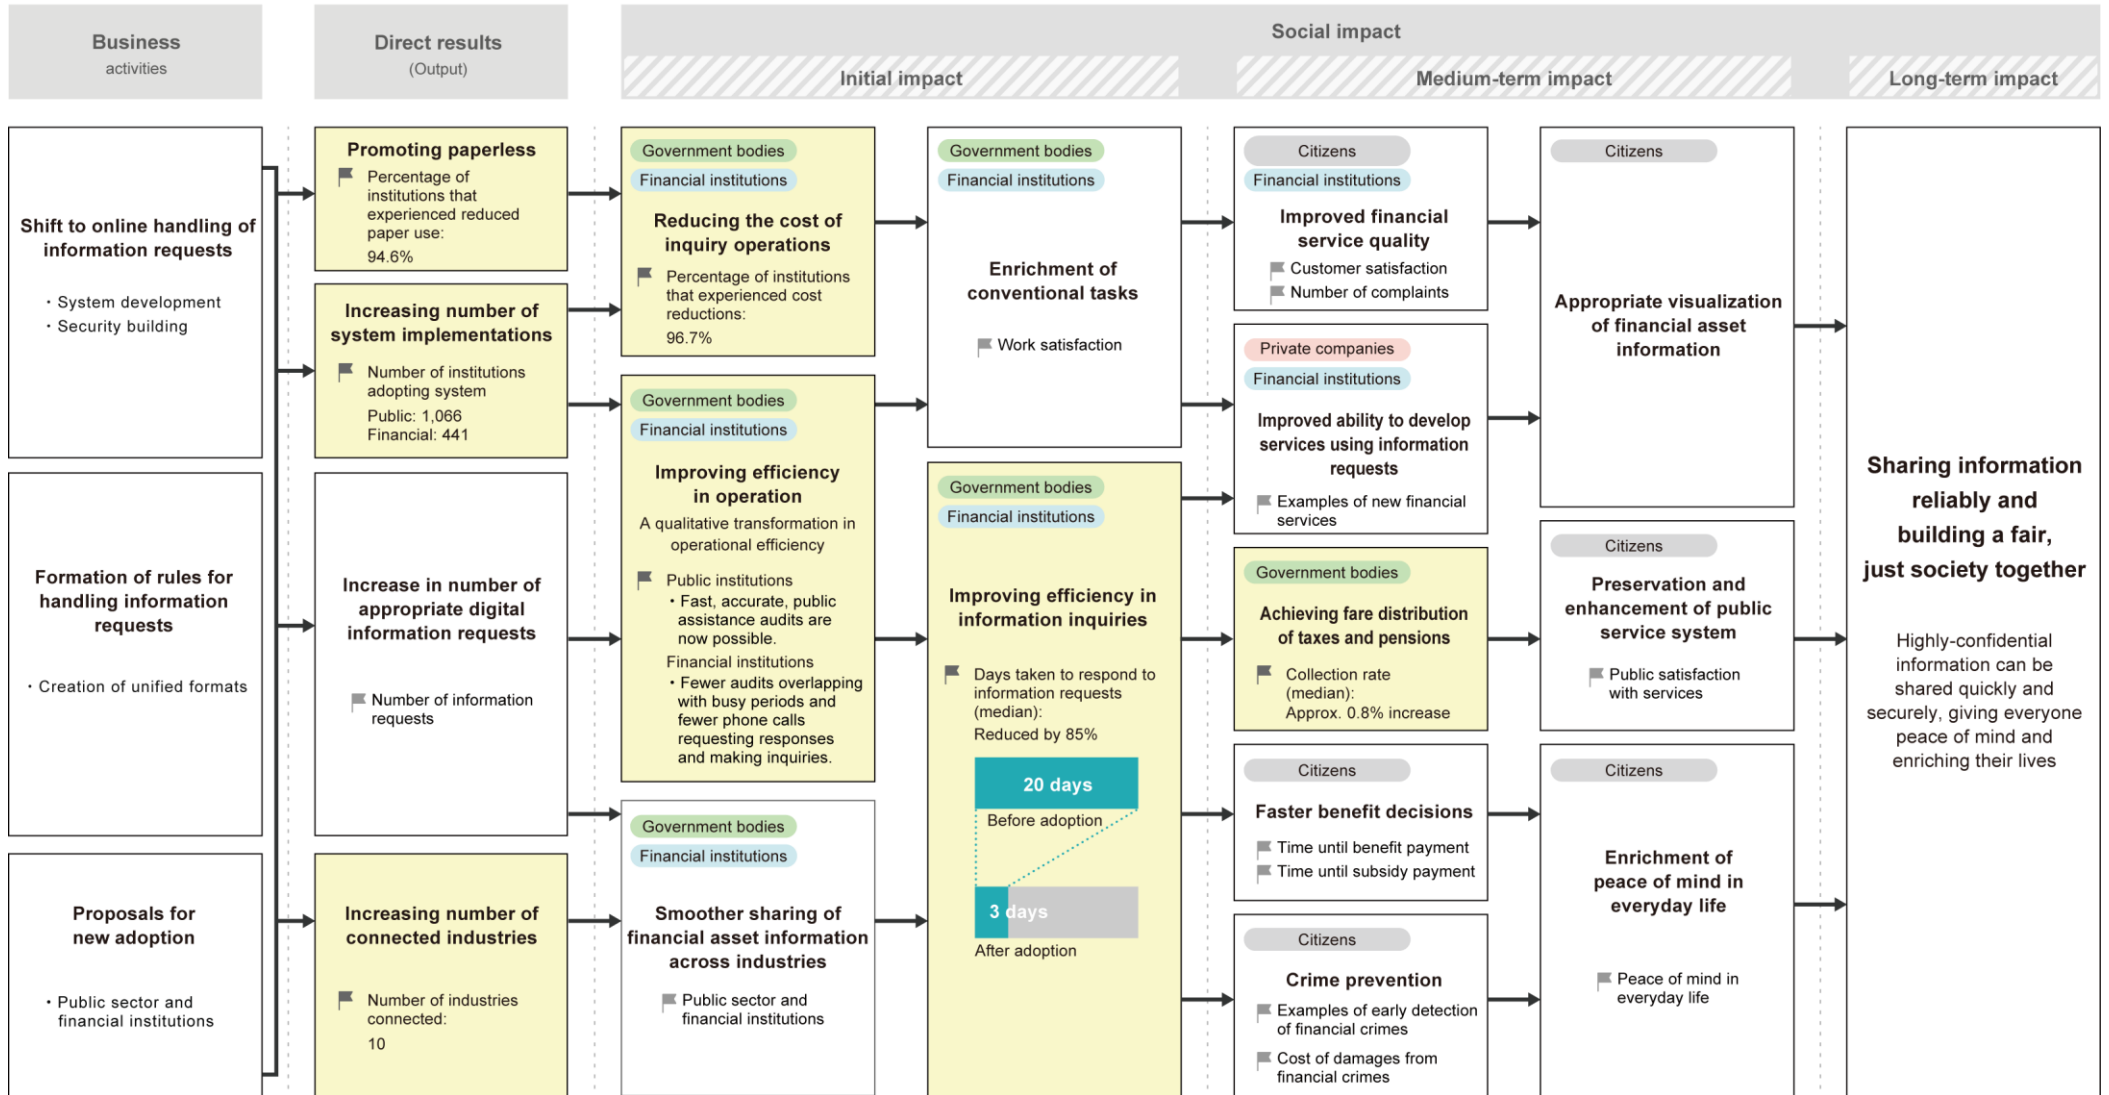 Business
activities
Direct results
(Output)
Social impact
Initial impact
Medium-term impact
Long-term impact
Shift to online handling of
information requests
・System development
・Security building
Formation of rules for
handling information
requests
・Creation of unified formats
Proposals for
new adoption
・Public sector and
financial institutions
Promoting paperless
Percentage of
institutions that
experienced reduced
paper use:
94.6%
Increasing number of
system implementations
Number of institutions
adopting system
Public: 1,066
Financial: 441
Increase in number of
appropriate digital
information requests
Number of information
requests
Increasing number of
connected industries
Number of industries
connected:
10
Government bodies
Financial institutions
Reducing the cost of
inquiry operations
Percentage of institutions
that experienced cost
reductions:
96.7%
Government bodies
Financial institutions
Improving efficiency
in operation
A qualitative transformation in
operational efficiency
Public institutions
・Fast, accurate, public
assistance audits are
now possible.
Financial institutions
・Fewer audits overlapping
with busy periods and
fewer phone calls
requesting responses
and making inquiries.
Government bodies
Financial institutions
Smoother sharing of
financial asset information
across industries
Public sector and
financial institutions
Government bodies
Financial institutions
Enrichment of
conventional tasks
Work satisfaction
Government bodies
Financial institutions
Improving efficiency in
information inquiries
Days taken to respond to
information requests
(median):
Reduced by 85%
20 days
Before adoption
3 days
After adoption
Citizens
Financial institutions
Improved financial
service quality
Customer satisfaction
Number of complaints
Private companies
Financial institutions
Improved ability to develop
services using information
requests
Examples of new financial
services
Government bodies
Achieving fare distribution
of taxes and pensions
Collection rate
(median):
Approx. 0.8% increase
Citizens
Faster benefit decisions
Time until benefit payment
Time until subsidy payment
Citizens
Crime prevention
Examples of early detection
of financial crimes
Cost of damages from
financial crimes
Citizens
Appropriate visualization
of financial asset
information
Citizens
Preservation and
enhancement of public
service system
Public satisfaction
with services
Citizens
Enrichment of
peace of mind in
everyday life
Peace of mind in
everyday life
Sharing information
reliably and
building a fair,
just society together
Highly-confidential
information can be
shared quickly and
securely, giving everyone
peace of mind and
enriching their lives